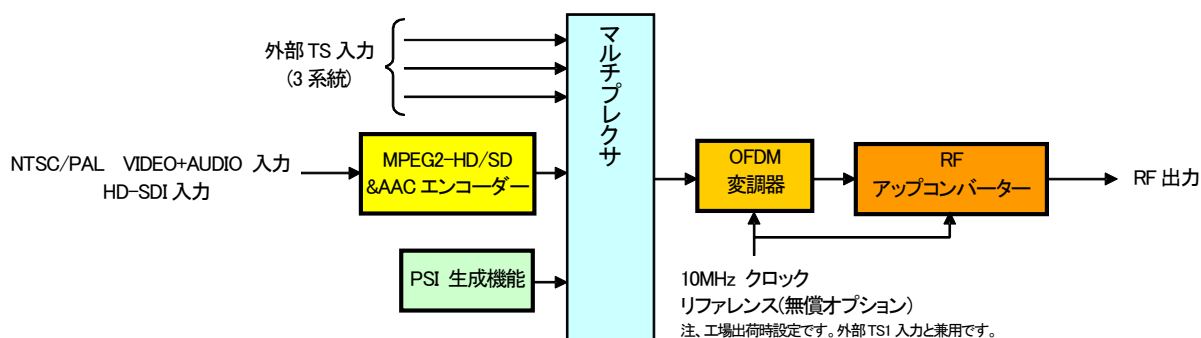 外部 TS 入力
(3 系統)
マルチプレクサ
NTSC/PAL VIDEO+AUDIO 入力
HD-SDI 入力
MPEG2-HD/SD
&AAC エンコーダー
OFDM
変調器
RF
アップコンバーター
RF 出力
PSI 生成機能
10MHz クロック
リファレンス(無償オプション)
注、工場出荷時設定です。外部 TS1 入力と兼用です。